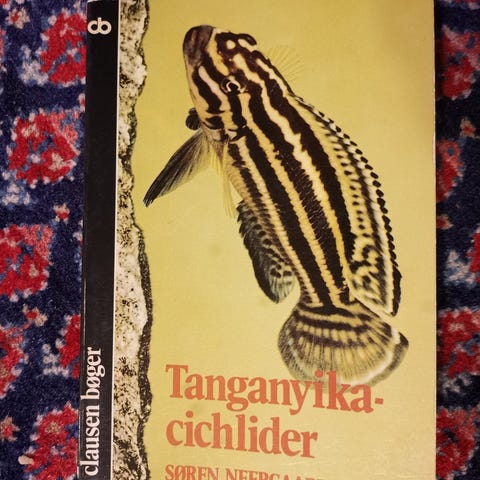 cb
clausen bøger
Tanganyika-
cichlider
SØREN